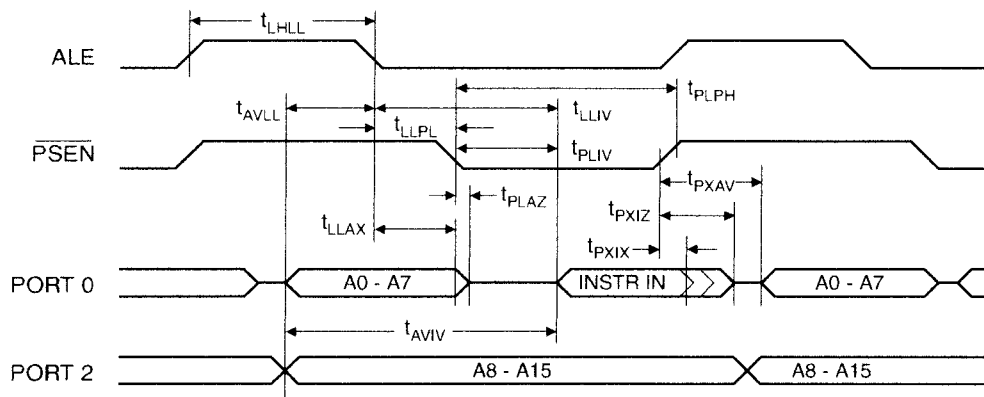 tLHLL
ALE
tPLPH
tAVLL
tLLIV
tLLPL
PSEN
tPLIV
tPXAV
tPLAZ
tPXIZ
tLLAX
tPXIX
PORT 0
A0 - A7
INSTR IN
A0 - A7
tAVIV
PORT 2
A8 - A15
A8 - A15